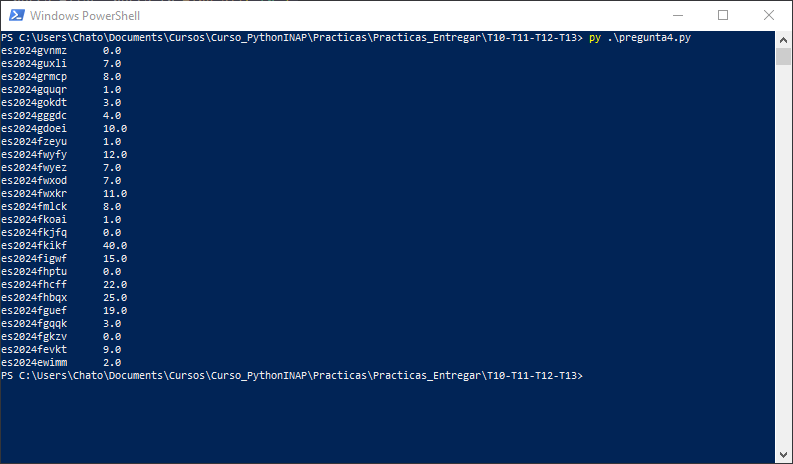 Windows PowerShell
PS C:\Users\Chato\Documents\Cursos\Curso_PythonINAP\Practicas\Practicas_Entregar\T10-T11-T12-T13> py .\pregunta4.py
es2024gvnmz 0.0
es2024guxli 7.0
es2024grmcp 8.0
es2024gquqr 1.0
es2024gokdt 3.0
es2024gggdc 4.0
es2024gdoei 10.0
es2024fzeyu 1.0
es2024fwyfy 12.0
es2024fwyez 7.0
es2024fwxod 7.0
es2024fwxkr 11.0
es2024fmlck 8.0
es2024fkoai 1.0
es2024fkjfq 0.0
es2024fkikf 40.0
es2024figwf 15.0
es2024fhptu 0.0
es2024fhcff 22.0
es2024fhbqx 25.0
es2024fguef 19.0
es2024fgqqk 3.0
es2024fgkzv 0.0
es2024fevkt 9.0
es2024ewimm 2.0
PS C:\Users\Chato\Documents\Cursos\Curso_PythonINAP\Practicas\Practicas_Entregar\T10-T11-T12-T13>